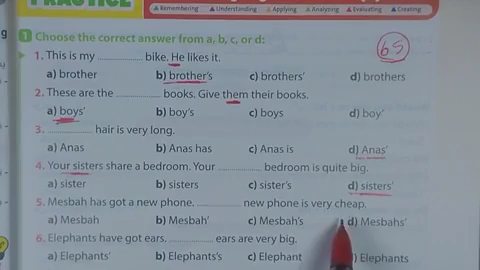 PRACTICE
Remembering Understanding Applying Analyzing Evaluating Creating
1 Choose the correct answer from a, b, c, or d:
65
1. This is my .................. bike. He likes it.
a) brother b) brother's c) brothers' d) brothers
2. These are the .................. books. Give them their books.
a) boys' b) boy's c) boys d) boy'
3. .................. hair is very long.
a) Anas b) Anas has c) Anas is d) Anas'
4. Your sisters share a bedroom. Your .................. bedroom is quite big.
a) sister b) sisters c) sister's d) sisters'
5. Mesbah has got a new phone. .................. new phone is very cheap.
a) Mesbah b) Mesbah' c) Mesbah's d) Mesbahs'
6. Elephants have got ears. .................. ears are very big.
a) Elephants' b) Elephants's c) Elephant Elephants